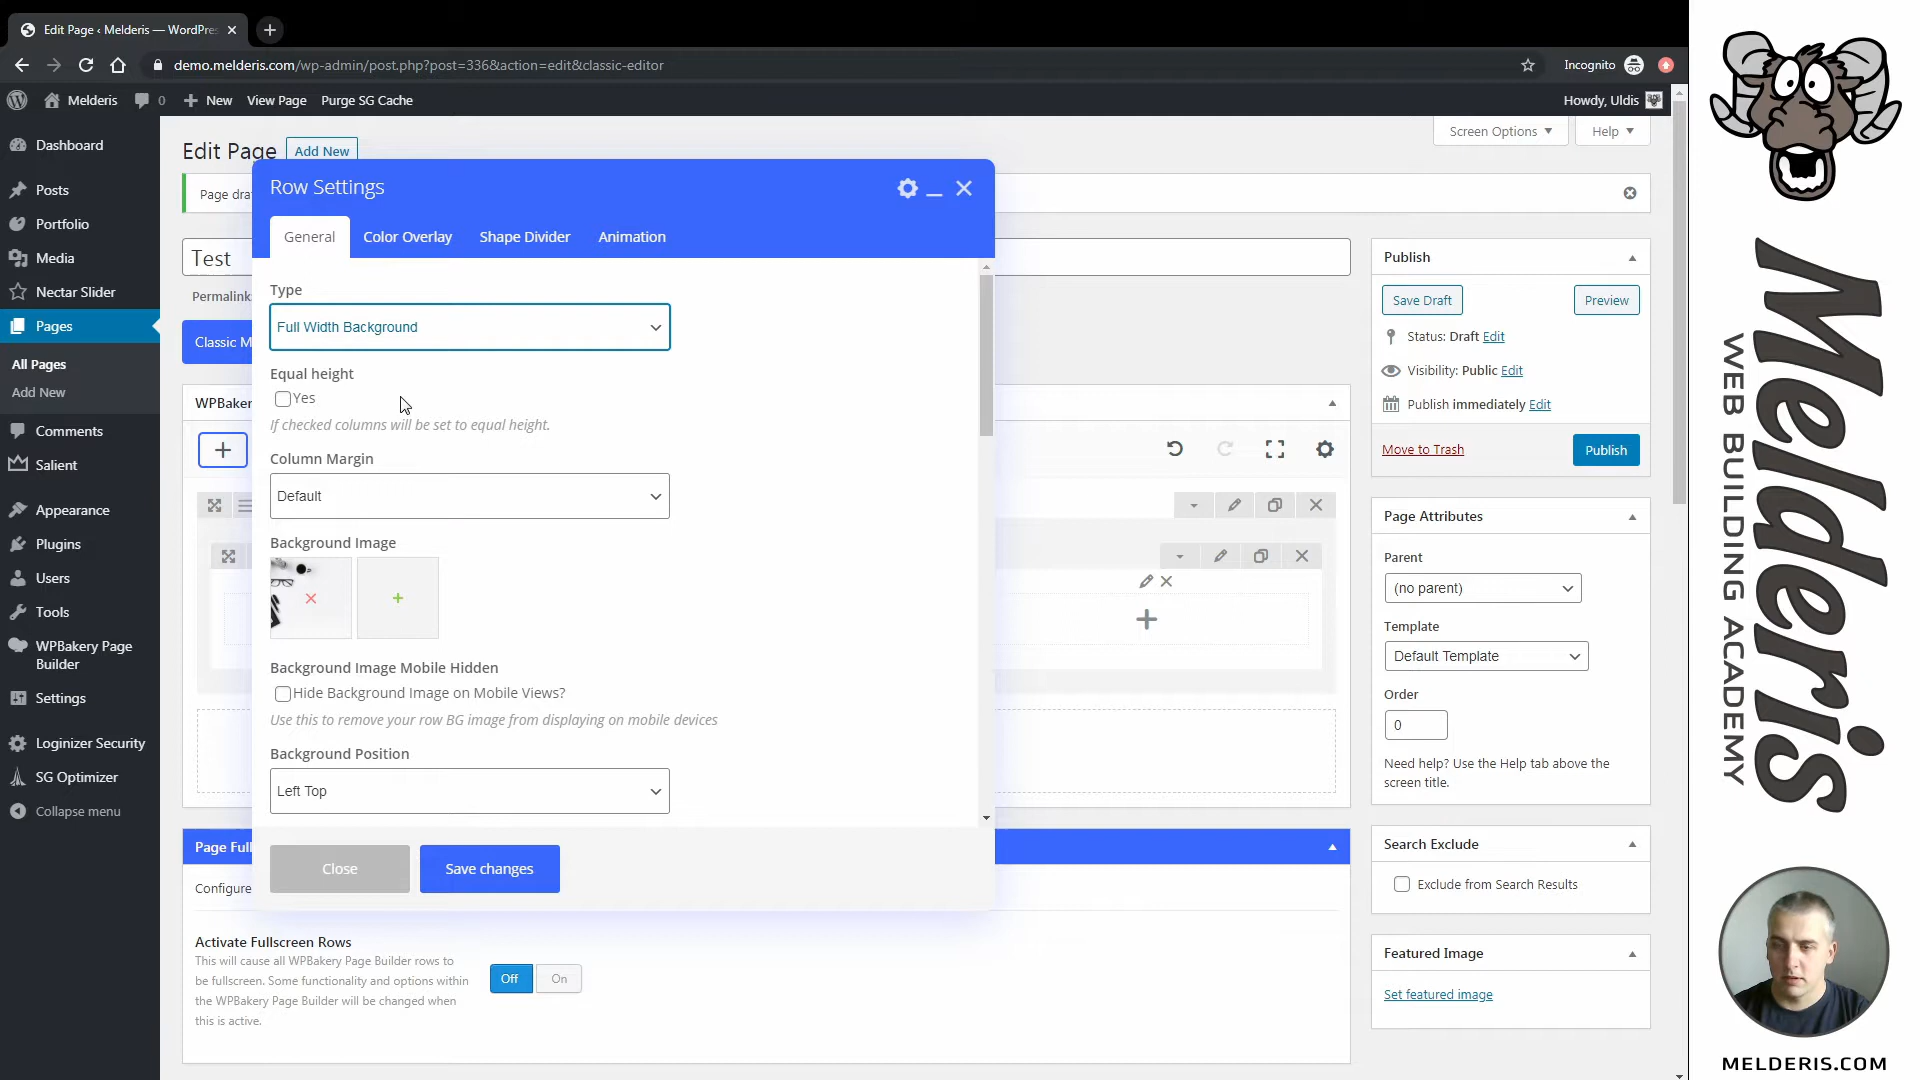 Edit Page ‹ Melderis — WordPres
demo.melderis.com/wp-admin/post.php?post=336&action=edit&classic-editor
Incognito
Melderis
0
New
View Page
Purge SG Cache
Howdy, Uldis
Dashboard
Posts
Portfolio
Media
Nectar Slider
Pages
All Pages
Add New
Comments
Salient
Appearance
Plugins
Users
Tools
WPBakery Page
Builder
Settings
Loginizer Security
SG Optimizer
Collapse menu
Screen Options
Help
Edit Page
Add New
Page dra
Test
Permalink
Classic M
WPBaker
Row Settings
General
Color Overlay
Shape Divider
Animation
Type
Full Width Background
Equal height
Yes
If checked columns will be set to equal height.
Column Margin
Default
Background Image
Background Image Mobile Hidden
Hide Background Image on Mobile Views?
Use this to remove your row BG image from displaying on mobile devices
Background Position
Left Top
Close
Save changes
Page Full
Configure
Activate Fullscreen Rows
This will cause all WPBakery Page Builder rows to
be fullscreen. Some functionality and options within
the WPBakery Page Builder will be changed when
this is active.
Off
On
Publish
Save Draft
Preview
Status: Draft Edit
Visibility: Public Edit
Publish immediately Edit
Move to Trash
Publish
Page Attributes
Parent
(no parent)
Template
Default Template
Order
0
Need help? Use the Help tab above the
screen title.
Search Exclude
Exclude from Search Results
Featured Image
Set featured image
Melderis
WEB BUILDING ACADEMY
MELDERIS.COM